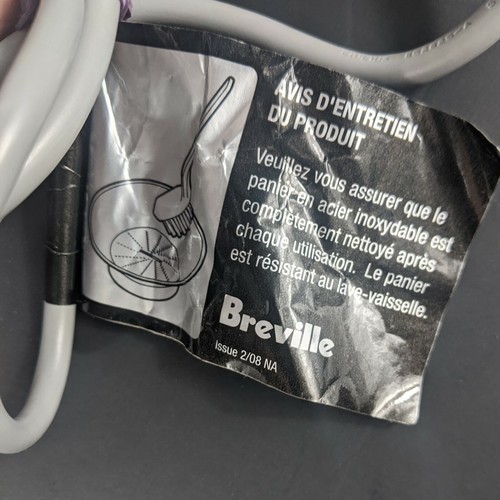 AVIS D'ENTRETIEN
DU PRODUIT
Veuillez vous assurer que le
panier en acier inoxydable est
complètement nettoyé après
chaque utilisation. Le panier
est résistant au lave-vaisselle.
Breville
Issue 2/08 NA